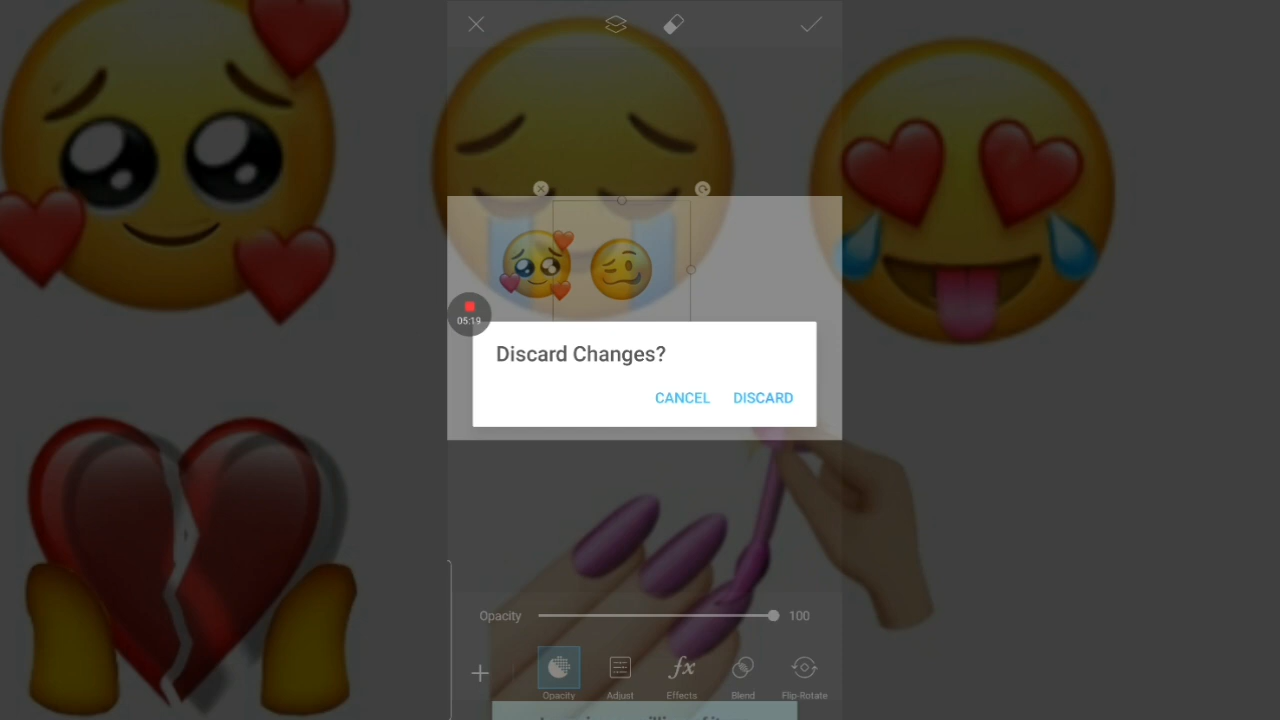 05:19
Discard Changes?
CANCEL DISCARD
Opacity 100
Opacity Adjust Effects Blend Flip-Rotate